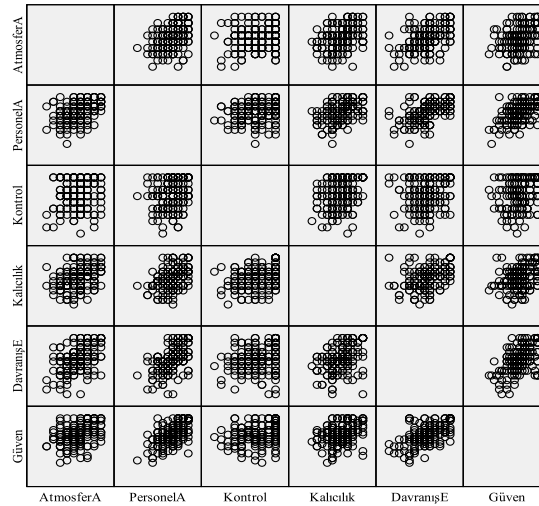 AtmosferA
PersonelA
Kontrol
Kalıcılık
DavranışE
Güven
AtmosferA PersonelA Kontrol Kalıcılık DavranışE Güven